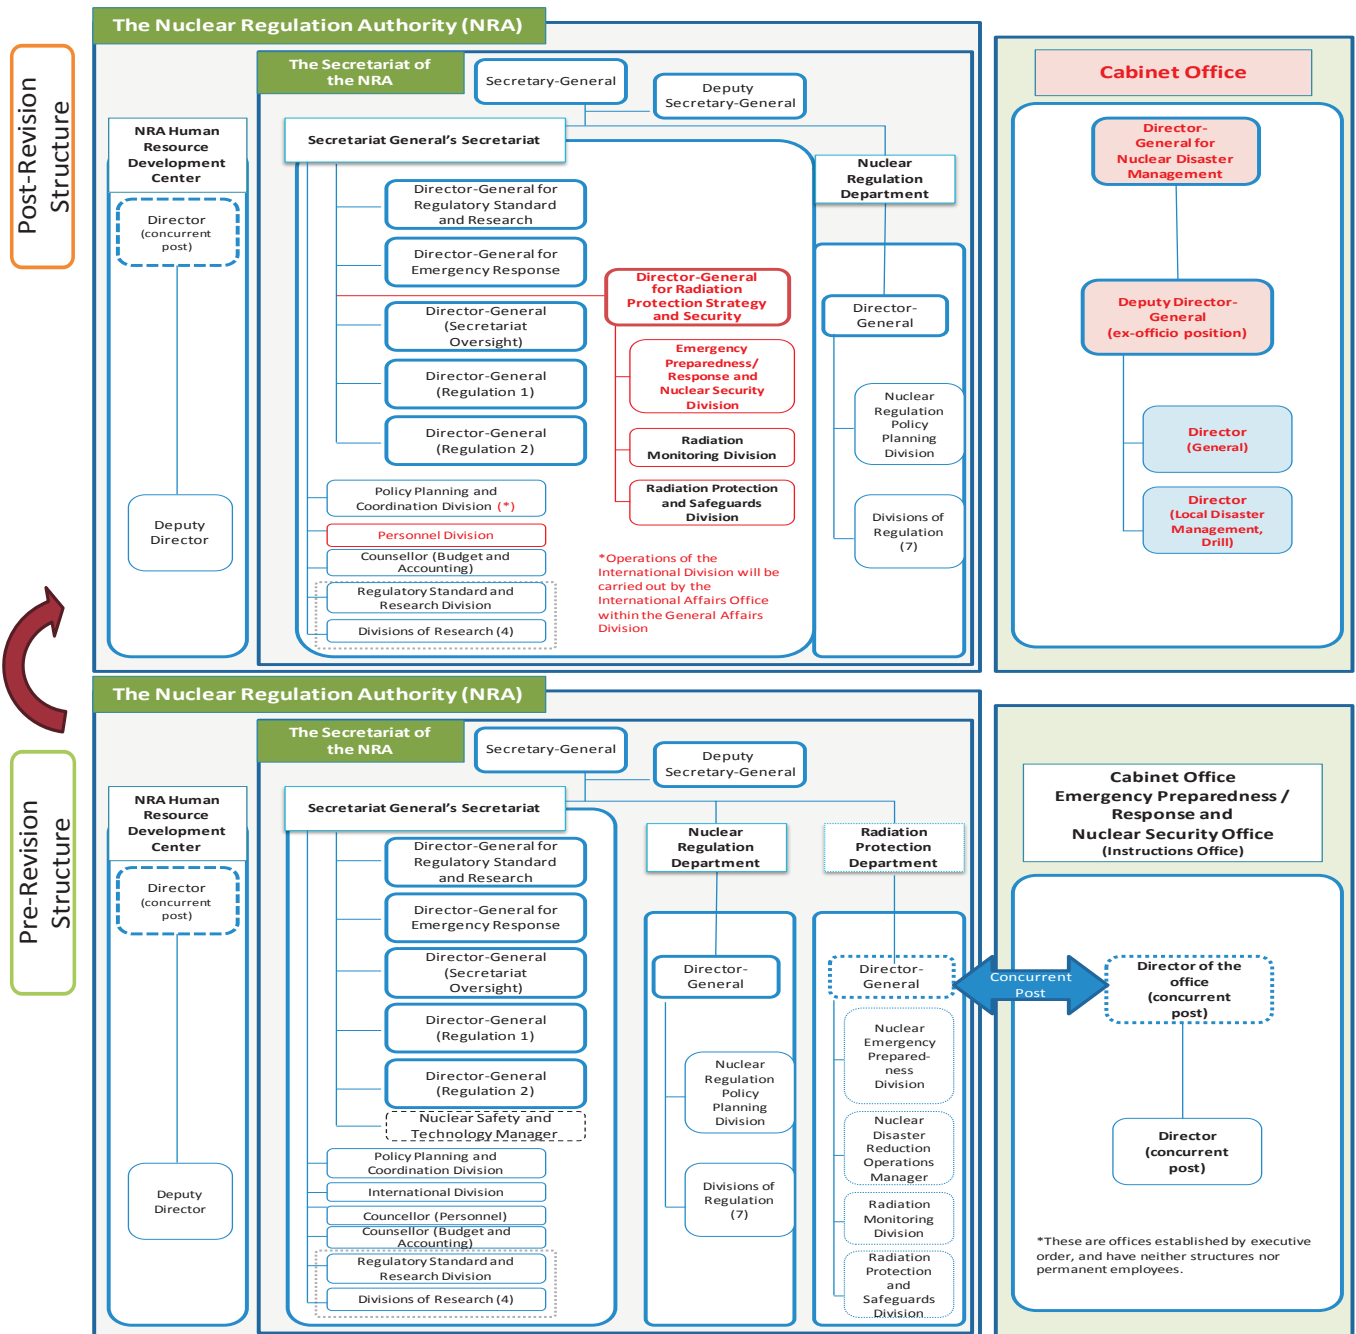 Post-Revision
Structure
The Nuclear Regulation Authority (NRA)
The Secretariat of
the NRA
Secretary-General
Deputy
Secretary-General
NRA Human
Resource
Development
Center
Director
(concurrent
post)
Deputy
Director
Secretariat General's Secretariat
Director-General for
Regulatory Standard
and Research
Director-General for
Emergency Response
Director-General
(Secretariat
Oversight)
Director-General
(Regulation 1)
Director-General
(Regulation 2)
Policy Planning and
Coordination Division (*)
Personnel Division
Counsellor (Budget and
Accounting)
Regulatory Standard and
Research Division
Divisions of Research (4)
Director-General
for Radiation
Protection Strategy
and Security
Emergency
Preparedness/
Response and
Nuclear Security
Division
Radiation
Monitoring Division
Radiation Protection
and Safeguards
Division
*Operations of the
International Division will be
carried out by the
International Affairs Office
within the General Affairs
Division
Nuclear
Regulation
Department
Director-
General
Nuclear
Regulation
Policy
Planning
Division
Divisions of
Regulation
(7)
Cabinet Office
Director-
General for
Nuclear Disaster
Management
Deputy Director-
General
(ex-officio position)
Director
(General)
Director
(Local Disaster
Management,
Drill)
Pre-Revision
Structure
The Nuclear Regulation Authority (NRA)
The Secretariat of
the NRA
Secretary-General
Deputy
Secretary-General
NRA Human
Resource
Development
Center
Director
(concurrent
post)
Deputy
Director
Secretariat General's Secretariat
Director-General for
Regulatory Standard
and Research
Director-General for
Emergency Response
Director-General
(Secretariat
Oversight)
Director-General
(Regulation 1)
Director-General
(Regulation 2)
Nuclear Safety and
Technology Manager
Policy Planning and
Coordination Division
International Division
Councellor (Personnel)
Counsellor (Budget and
Accounting)
Regulatory Standard and
Research Division
Divisions of Research (4)
Nuclear
Regulation
Department
Director-
General
Nuclear
Regulation
Policy
Planning
Division
Divisions of
Regulation
(7)
Radiation
Protection
Department
Director-
General
Nuclear
Emergency
Prepared-
ness
Division
Nuclear
Disaster
Reduction
Operations
Manager
Radiation
Monitoring
Division
Radiation
Protection
and
Safeguards
Division
Concurrent
Post
Cabinet Office
Emergency Preparedness /
Response and
Nuclear Security Office
(Instructions Office)
Director of the
office
(concurrent
post)
Director
(concurrent
post)
*These are offices established by executive
order, and have neither structures nor
permanent employees.